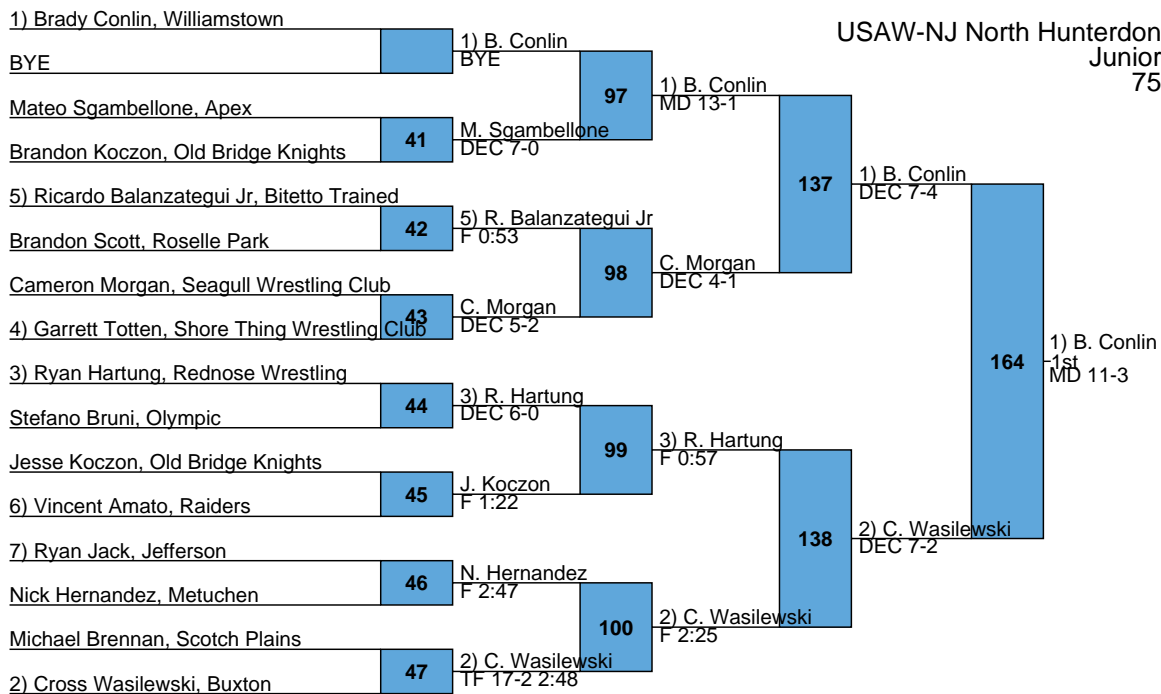 USAW-NJ North Hunterdon
Junior
75
1) Brady Conlin, Williamstown
BYE
Mateo Sgambellone, Apex
41
Brandon Koczon, Old Bridge Knights
5) Ricardo Balanzategui Jr, Bitetto Trained
42
Brandon Scott, Roselle Park
Cameron Morgan, Seagull Wrestling Club
43
4) Garrett Totten, Shore Thing Wrestling Club
3) Ryan Hartung, Rednose Wrestling
44
Stefano Bruni, Olympic
Jesse Koczon, Old Bridge Knights
45
6) Vincent Amato, Raiders
7) Ryan Jack, Jefferson
46
Nick Hernandez, Metuchen
Michael Brennan, Scotch Plains
47
2) Cross Wasilewski, Buxton
1) B. Conlin
BYE
97
M. Sgambellone
DEC 7-0
5) R. Balanzategui Jr
F 0:53
98
C. Morgan
DEC 5-2
3) R. Hartung
DEC 6-0
99
J. Koczon
F 1:22
N. Hernandez
F 2:47
100
2) C. Wasilewski
TF 17-2 2:48
1) B. Conlin
MD 13-1
137
C. Morgan
DEC 4-1
3) R. Hartung
F 0:57
138
2) C. Wasilewski
F 2:25
1) B. Conlin
DEC 7-4
164
2) C. Wasilewski
DEC 7-2
1) B. Conlin
1st
MD 11-3